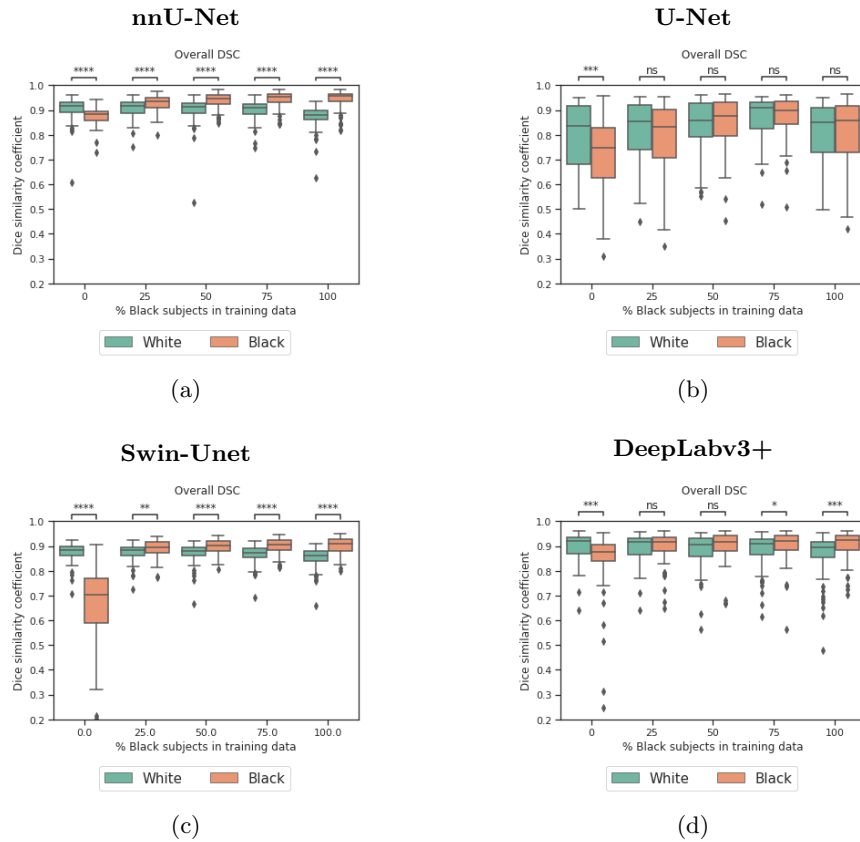 nnU-Net
Overall DSC
**** **** **** **** ****
1.0
0.9
0.8
0.7
0.6
0.5
0.4
0.3
0.2
Dice similarity coefficient
0 25 50 75 100
% Black subjects in training data
White Black
(a)
U-Net
Overall DSC
*** ns ns ns ns
1.0
0.9
0.8
0.7
0.6
0.5
0.4
0.3
0.2
Dice similarity coefficient
0 25 50 75 100
% Black subjects in training data
White Black
(b)
Swin-Unet
Overall DSC
**** ** **** **** ****
1.0
0.9
0.8
0.7
0.6
0.5
0.4
0.3
0.2
Dice similarity coefficient
0.0 25.0 50.0 75.0 100.0
% Black subjects in training data
White Black
(c)
DeepLabv3+
Overall DSC
*** ns ns * ***
1.0
0.9
0.8
0.7
0.6
0.5
0.4
0.3
0.2
Dice similarity coefficient
0 25 50 75 100
% Black subjects in training data
White Black
(d)